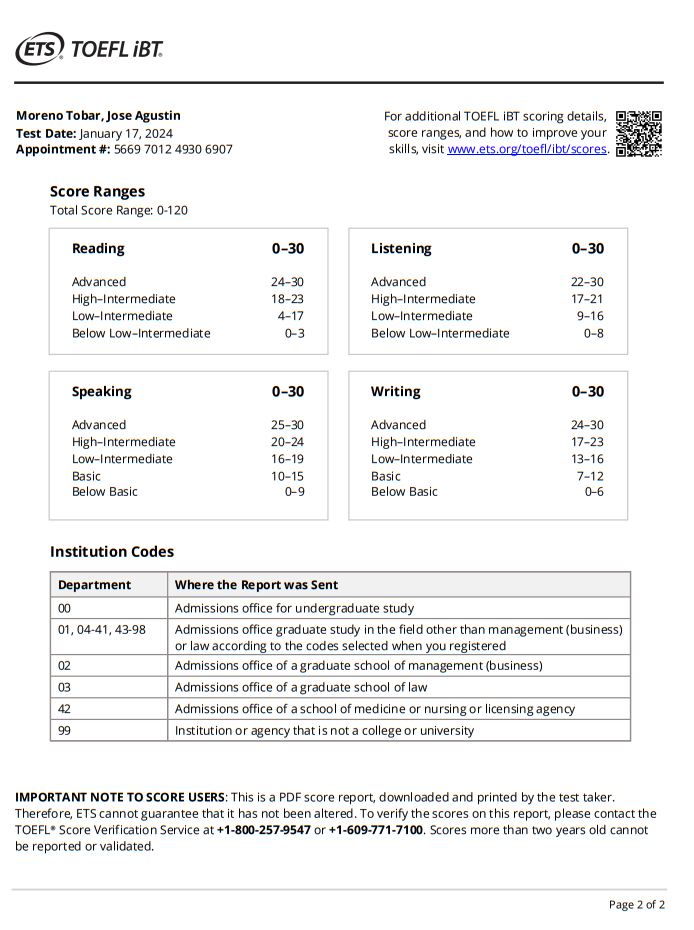 ETS® TOEFL iBT®
Moreno Tobar, Jose Agustin
Test Date: January 17, 2024
Appointment #: 5669 7012 4930 6907
For additional TOEFL iBT scoring details,
score ranges, and how to improve your
skills, visit www.ets.org/toefl/ibt/scores.
Score Ranges
Total Score Range: 0-120
Reading 0–30
Advanced 24–30
High–Intermediate 18–23
Low–Intermediate 4–17
Below Low–Intermediate 0–3
Listening 0–30
Advanced 22–30
High–Intermediate 17–21
Low–Intermediate 9–16
Below Low–Intermediate 0–8
Speaking 0–30
Advanced 25–30
High–Intermediate 20–24
Low–Intermediate 16–19
Basic 10–15
Below Basic 0–9
Writing 0–30
Advanced 24–30
High–Intermediate 17–23
Low–Intermediate 13–16
Basic 7–12
Below Basic 0–6
Institution Codes
Department Where the Report was Sent
00 Admissions office for undergraduate study
01, 04-41, 43-98 Admissions office graduate study in the field other than management (business)
or law according to the codes selected when you registered
02 Admissions office of a graduate school of management (business)
03 Admissions office of a graduate school of law
42 Admissions office of a school of medicine or nursing or licensing agency
99 Institution or agency that is not a college or university
IMPORTANT NOTE TO SCORE USERS: This is a PDF score report, downloaded and printed by the test taker.
Therefore, ETS cannot guarantee that it has not been altered. To verify the scores on this report, please contact the
TOEFL® Score Verification Service at +1-800-257-9547 or +1-609-771-7100. Scores more than two years old cannot
be reported or validated.
Page 2 of 2